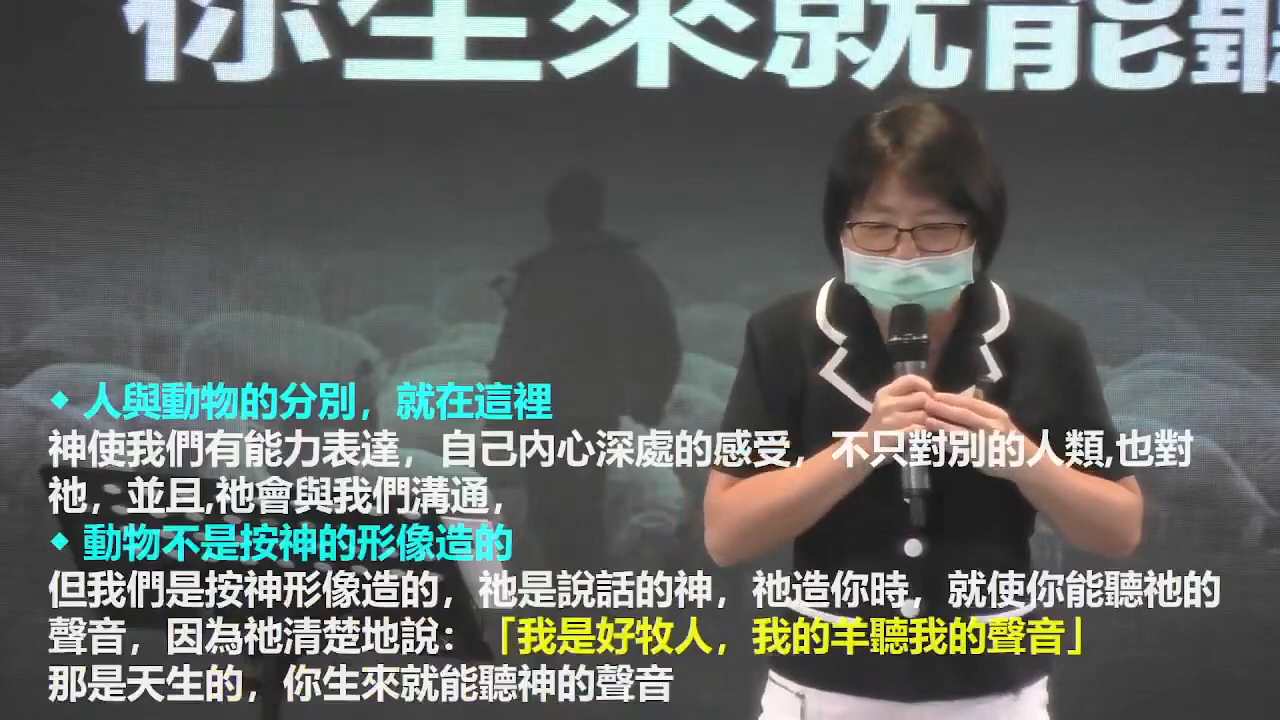 你生來就能聽
◆ 人與動物的分別，就在這裡
神使我們有能力表達，自己內心深處的感受，不只對別的人類,也對
祂，並且,祂會與我們溝通，
◆ 動物不是按神的形像造的
但我們是按神形像造的，祂是說話的神，祂造你時，就使你能聽祂的
聲音，因為祂清楚地說：「我是好牧人，我的羊聽我的聲音」
那是天生的，你生來就能聽神的聲音